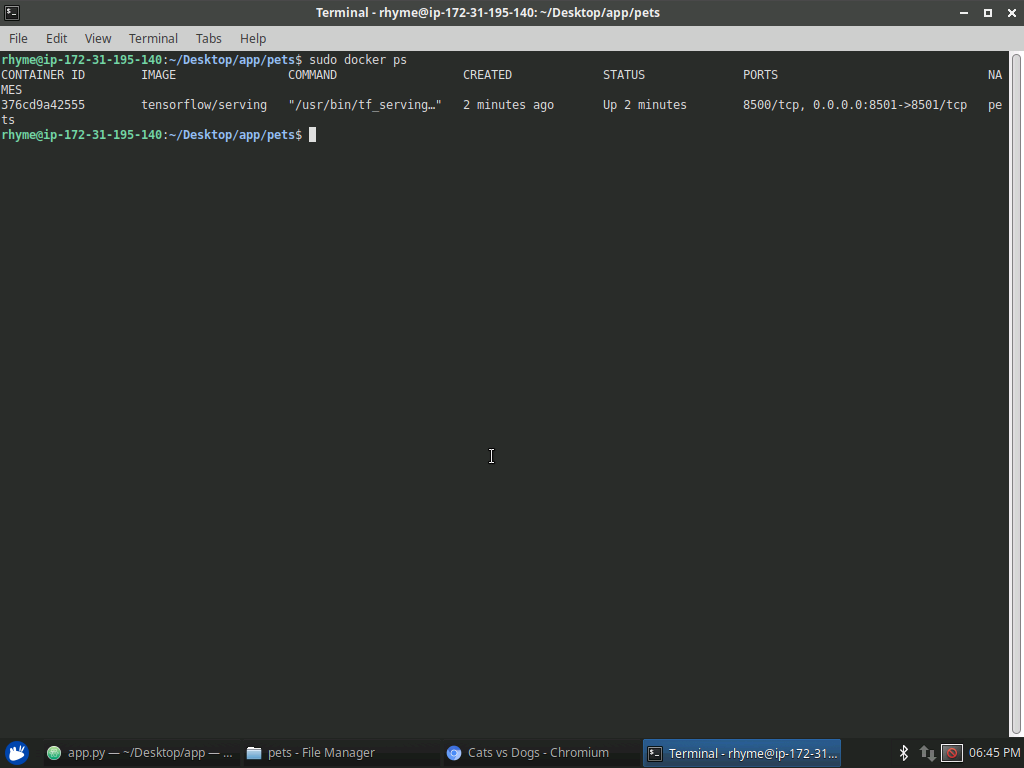 Terminal - rhyme@ip-172-31-195-140: ~/Desktop/app/pets
File Edit View Terminal Tabs Help
rhyme@ip-172-31-195-140:~/Desktop/app/pets$ sudo docker ps
CONTAINER ID IMAGE COMMAND CREATED STATUS PORTS NA
MES
376cd9a42555 tensorflow/serving "/usr/bin/tf_serving…" 2 minutes ago Up 2 minutes 8500/tcp, 0.0.0.0:8501->8501/tcp pe
ts
rhyme@ip-172-31-195-140:~/Desktop/app/pets$
app.py — ~/Desktop/app — ... pets - File Manager Cats vs Dogs - Chromium Terminal - rhyme@ip-172-31... 06:45 PM